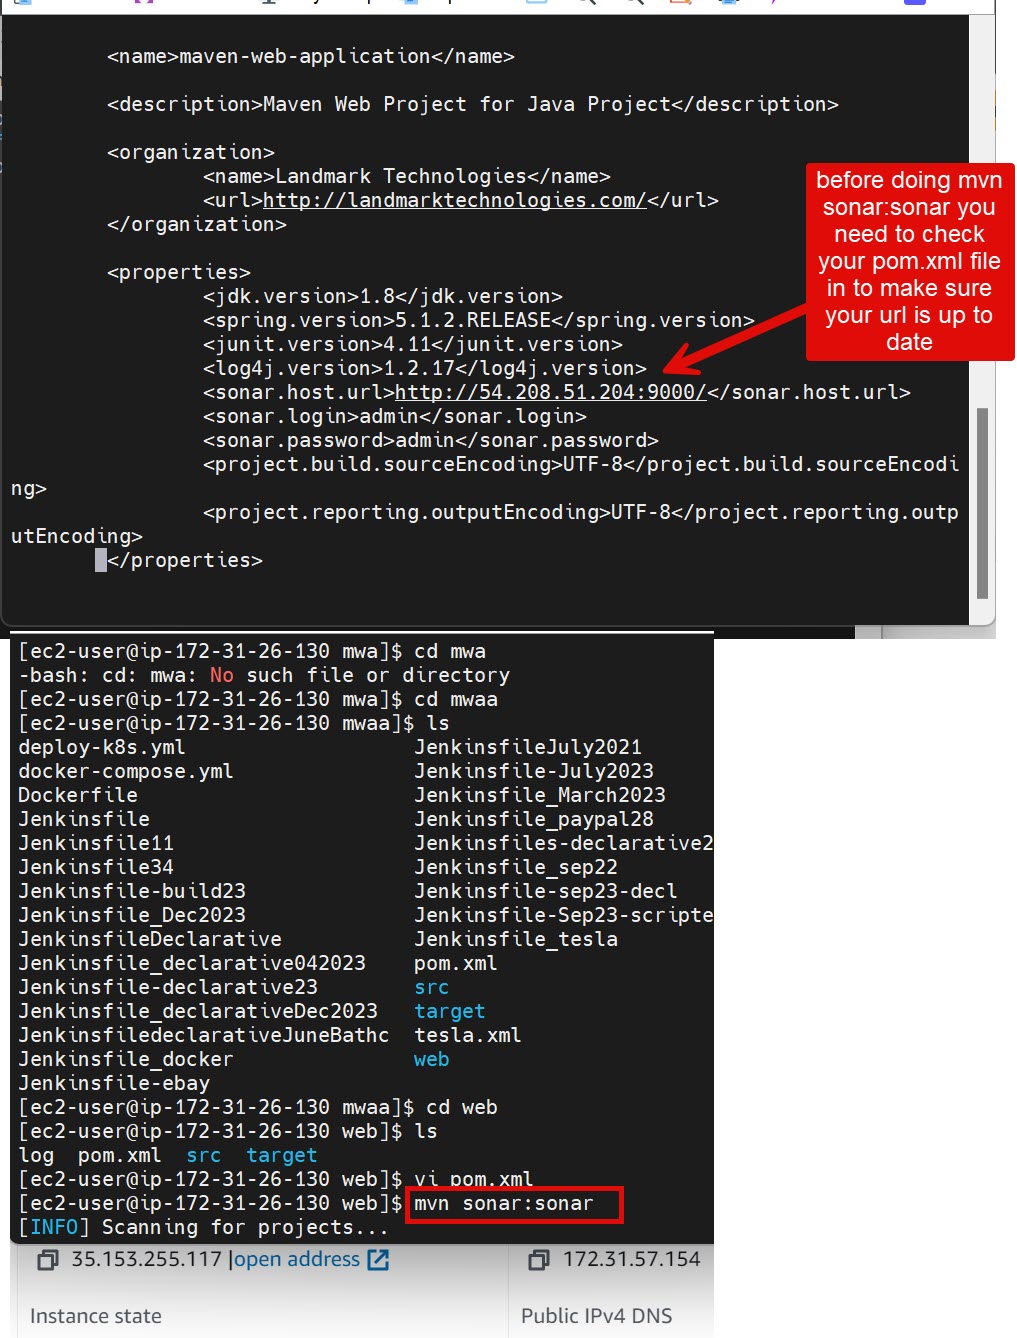 <name>maven-web-application</name>
<description>Maven Web Project for Java Project</description>
<organization>
<name>Landmark Technologies</name>
<url>http://landmarktechnologies.com/</url>
</organization>
<properties>
<jdk.version>1.8</jdk.version>
<spring.version>5.1.2.RELEASE</spring.version>
<junit.version>4.11</junit.version>
<log4j.version>1.2.17</log4j.version>
<sonar.host.url>http://54.208.51.204:9000/</sonar.host.url>
<sonar.login>admin</sonar.login>
<sonar.password>admin</sonar.password>
<project.build.sourceEncoding>UTF-8</project.build.sourceEncodi
ng>
<project.reporting.outputEncoding>UTF-8</project.reporting.outp
utEncoding>
</properties>
before doing mvn
sonar:sonar you
need to check
your pom.xml file
in to make sure
your url is up to
date
[ec2-user@ip-172-31-26-130 mwa]$ cd mwa
-bash: cd: mwa: No such file or directory
[ec2-user@ip-172-31-26-130 mwa]$ cd mwaa
[ec2-user@ip-172-31-26-130 mwaa]$ ls
deploy-k8s.yml JenkinsfileJuly2021
docker-compose.yml Jenkinsfile-July2023
Dockerfile Jenkinsfile_March2023
Jenkinsfile Jenkinsfile_paypal28
Jenkinsfile11 Jenkinsfiles-declarative2
Jenkinsfile34 Jenkinsfile_sep22
Jenkinsfile-build23 Jenkinsfile-sep23-decl
Jenkinsfile_Dec2023 Jenkinsfile-Sep23-scripte
JenkinsfileDeclarative Jenkinsfile_tesla
Jenkinsfile_declarative042023 pom.xml
Jenkinsfile-declarative23 src
Jenkinsfile_declarativeDec2023 target
JenkinsfiledeclarativeJuneBathc tesla.xml
Jenkinsfile_docker web
Jenkinsfile-ebay
[ec2-user@ip-172-31-26-130 mwaa]$ cd web
[ec2-user@ip-172-31-26-130 web]$ ls
log pom.xml src target
[ec2-user@ip-172-31-26-130 web]$ vi pom.xml
[ec2-user@ip-172-31-26-130 web]$ mvn sonar:sonar
[INFO] Scanning for projects...
35.153.255.117 |open address 172.31.57.154
Instance state Public IPv4 DNS